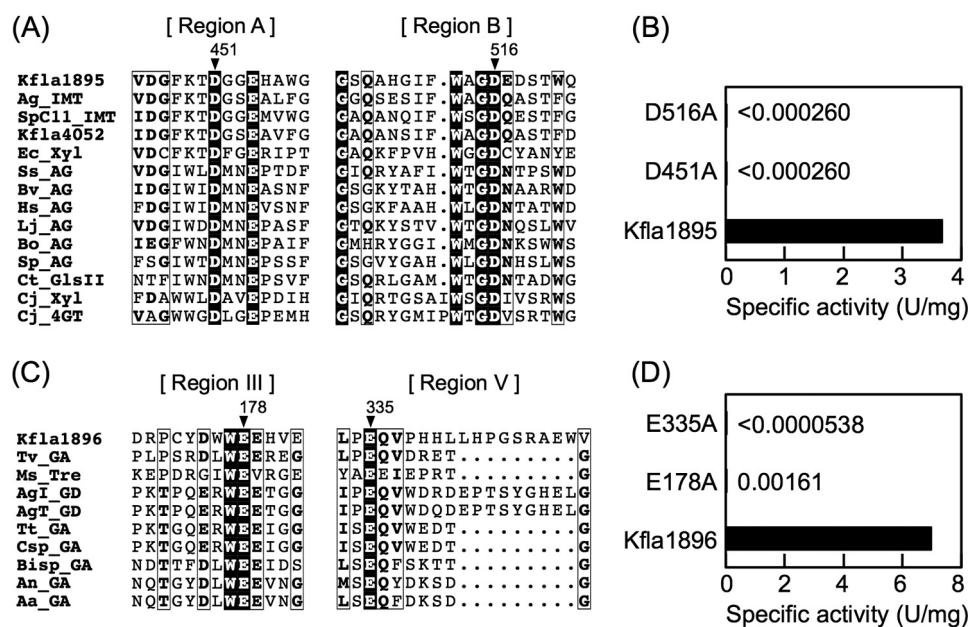 (A)
[ Region A ]
[ Region B ]
451
516
Kfla1895 VDGFKTDGGEHAWG GSQAHGIF.WAGDEDSTWQ
Ag_IMT VDGFKTDGSEALFG GGQSESIF.WAGDQASTFG
SpCl1_IMT IDGFKTDGGEMVWG GAQANQIF.WSGDQESTFG
Kfla4052 VDGFKTDGSEAVFG GAQANSIF.WAGDQASTFD
Ec_Xyl VDCFKTDFGERIPT GAQKFPVH.WGGDCYANYE
Ss_AG VDGIWLDMNEPTDF GIQRYAFI.WTGDNTPSWD
Bv_AG IDGIWIDMNEASNF GSGKYTAH.WTGDNAARWD
Hs_AG FDGIWIDMNEVSNF GSGKFAAH.WLGDNTATWD
Lj_AG VDGIWDDMNEPAVF GTQKYSTV.WTGDNQSLWV
Bo_AG IEGFWNDMNEPAIF GMHRYGGI.WMGDNKSWWS
Sp_AG FSGIWTDMNEPSSF GSGVYGAH.WLGDNHSLWS
Ct_GlsII NTFIWNDMNEPSVF GSQRLGAM.WTGDNTADWG
Cj_Xyl FDAWWLDAVEPDIH GIQRTGSAIWSGDIVSRWS
Cj_4GT VAGWWGDLGEPEMH GSQRYGMIPWTGDVSRTWG
(B)
D516A
<0.000260
D451A
<0.000260
Kfla1895
0 1 2 3 4
Specific activity (U/mg)
(C)
[ Region III ]
[ Region V ]
178
335
Kfla1896 DRPCYDWWEEHVE LPEQVPHHLLHPGSRAEWV
Tv_GA PLPSRDLWEEREG LPEQVDRET.........G
Ms_Tre KEPDRGIWEVRGE YAEEIEPRT.........G
AgI_GD PKTPQERWEETGG IPEQVWDRDEPTSYGHELG
AgT_GD PKTPQERWEETGG IPEQVWDQDEPTSYGHELG
Tt_GA PKTGQERWEEIGG ISEQVWEDT.........G
Csp_GA PKTGQERWEEIGG ISEQVWEDT.........G
Bisp_GA NDTTFDLWEEIDS LPEQFSKTT.........G
An_GA NQTGYDLWEEVNG MSEQYDKSD.........G
Aa_GA NQTGYDLWEEVNG LSEQFDKSD.........G
(D)
E335A
<0.0000538
E178A
0.00161
Kfla1896
0 2 4 6 8
Specific activity (U/mg)